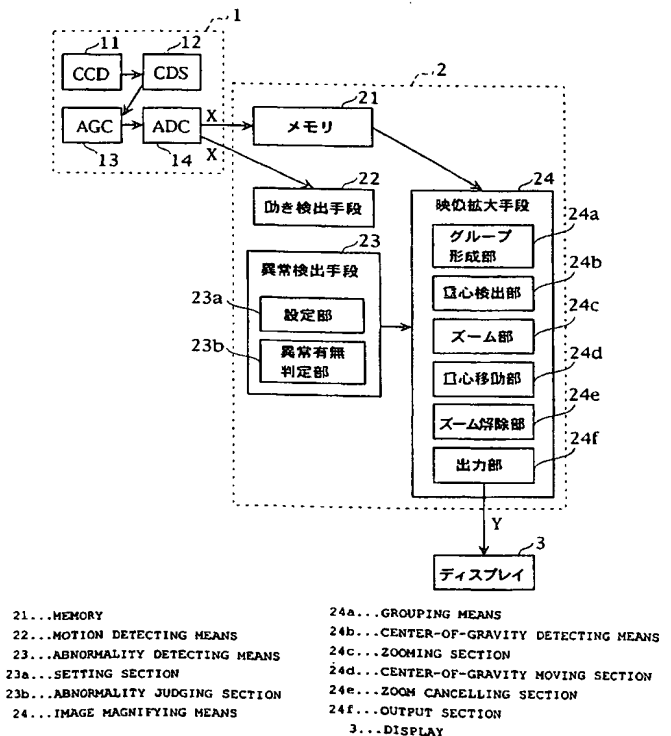 1
11
12
CCD
CDS
AGC
ADC
13
14
X
X
2
21
メモリ
22
動き検出手段
23
異常検出手段
23a
設定部
23b
異常有無
判定部
24
映像拡大手段
24a
グループ
形成部
24b
重心検出部
24c
ズーム部
24d
重心移動部
24e
ズーム解除部
24f
出力部
Y
3
ディスプレイ
21...MEMORY
22...MOTION DETECTING MEANS
23...ABNORMALITY DETECTING MEANS
23a...SETTING SECTION
23b...ABNORMALITY JUDGING SECTION
24...IMAGE MAGNIFYING MEANS
24a...GROUPING MEANS
24b...CENTER-OF-GRAVITY DETECTING MEANS
24c...ZOOMING SECTION
24d...CENTER-OF-GRAVITY MOVING SECTION
24e...ZOOM CANCELLING SECTION
24f...OUTPUT SECTION
3...DISPLAY